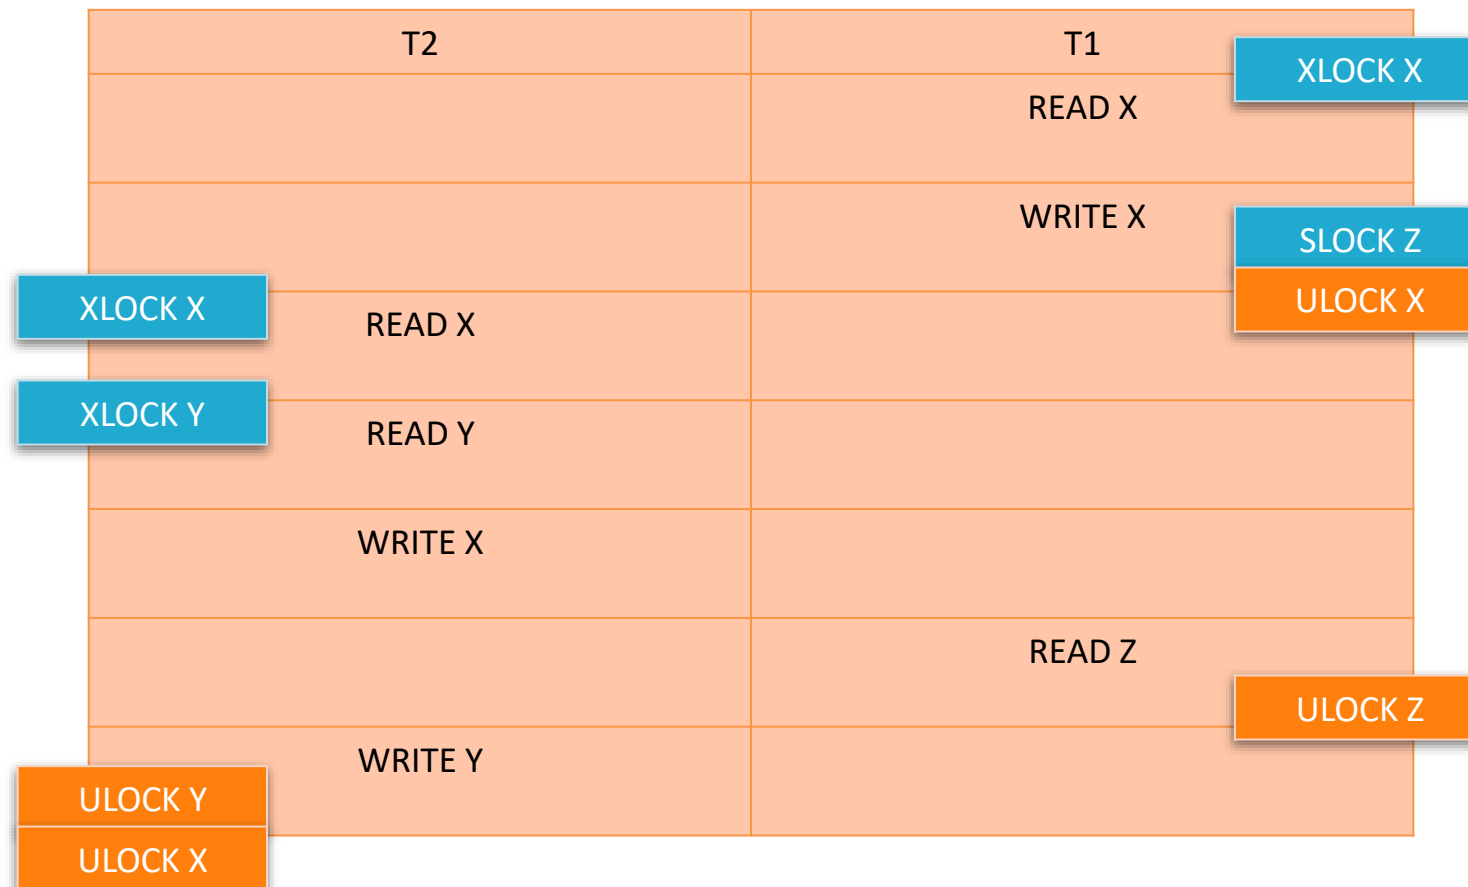 T2
T1
XLOCK X
READ X
WRITE X
SLOCK Z
ULOCK X
XLOCK X
READ X
XLOCK Y
READ Y
WRITE X
READ Z
ULOCK Z
WRITE Y
ULOCK Y
ULOCK X